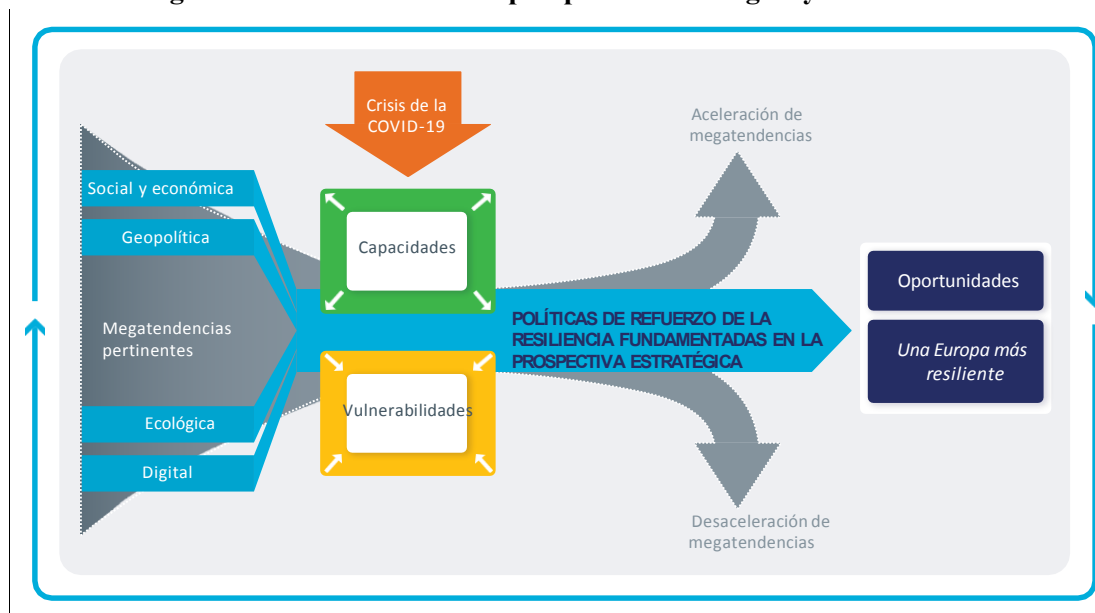 Crisis de la
COVID-19
Aceleración de
megatendencias
Social y económica
Geopolítica
Capacidades
Megatendencias
pertinentes
POLÍTICAS DE REFUERZO DE LA
RESILIENCIA FUNDAMENTADAS EN LA
PROSPECTIVA ESTRATÉGICA
Oportunidades
Una Europa más
resiliente
Vulnerabilidades
Ecológica
Digital
Desaceleración de
megatendencias